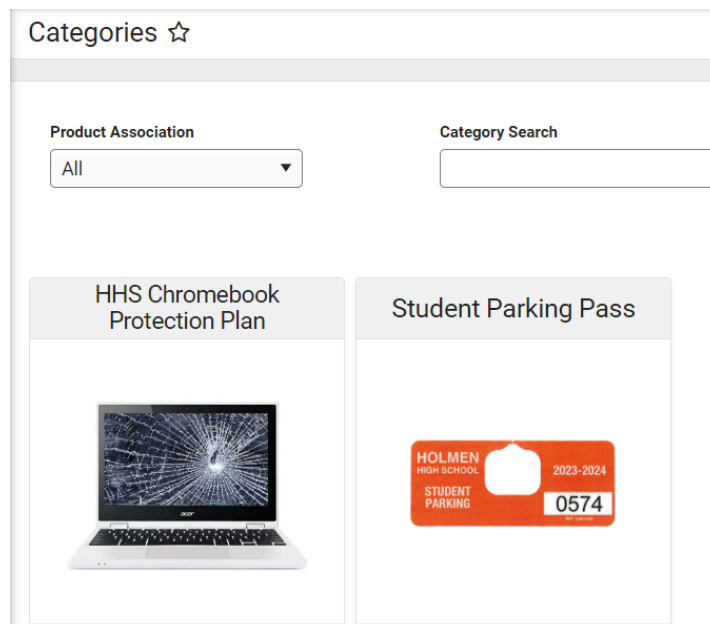 Categories ☆
Product Association
Category Search
All
HHS Chromebook
Protection Plan
Student Parking Pass
acer
HOLMEN
HIGH SCHOOL
2023-2024
STUDENT
PARKING
0574